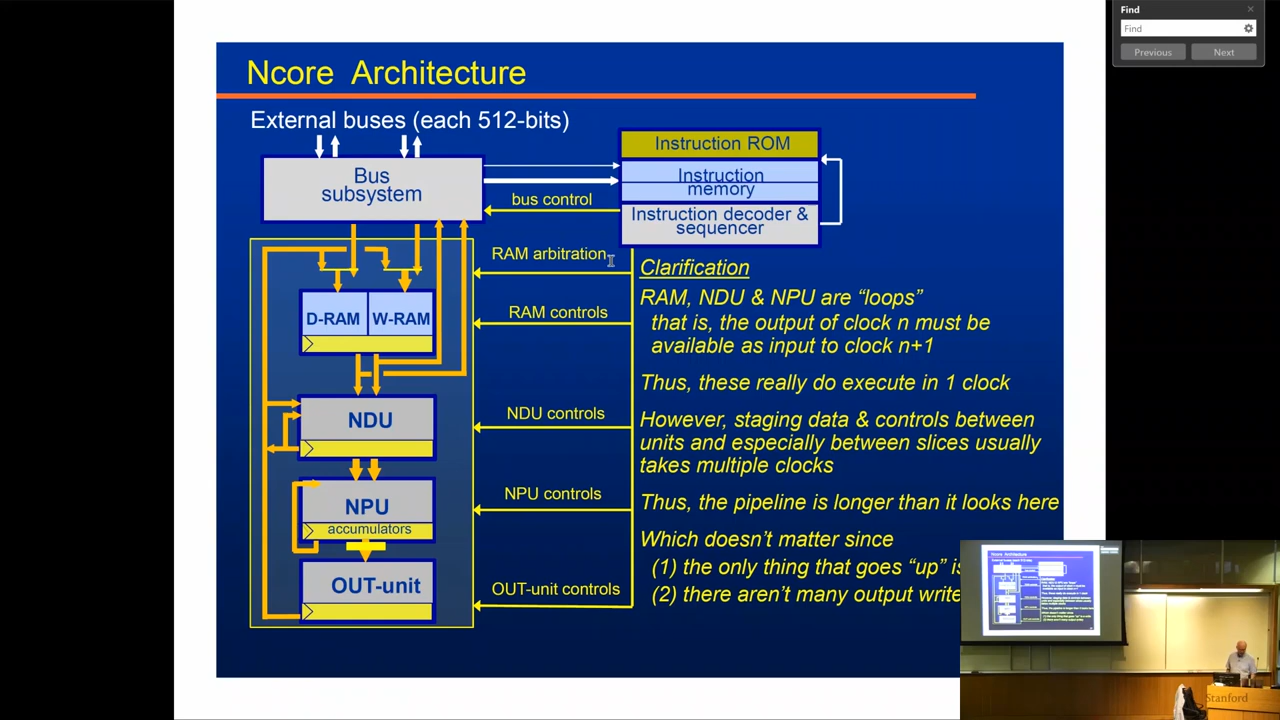 Find
Find
Previous
Next
Ncore Architecture
External buses (each 512-bits)
Bus
subsystem
Instruction ROM
Instruction
memory
Instruction decoder &
sequencer
bus control
RAM arbitration
RAM controls
NDU controls
NPU controls
OUT-unit controls
D-RAM
W-RAM
NDU
NPU
accumulators
OUT-unit
Clarification
RAM, NDU & NPU are “loops”
that is, the output of clock n must be
available as input to clock n+1
Thus, these really do execute in 1 clock
However, staging data & controls between
units and especially between slices usually
takes multiple clocks
Thus, the pipeline is longer than it looks here
Which doesn’t matter since
(1) the only thing that goes “up” is
(2) there aren’t many output write
Ncore Architecture
Stanford